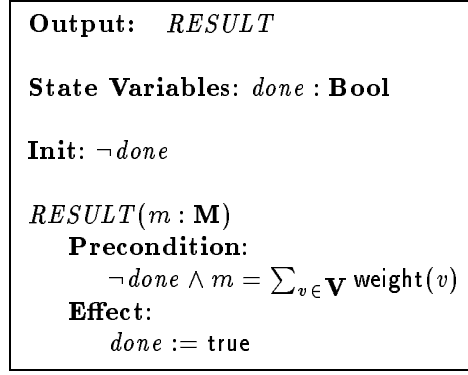 Output: RESULT
State Variables: done : Bool
Init: ¬done
RESULT(m : M)
Precondition:
¬done ∧ m = ∑_{v∈V} weight(v)
Effect:
done := true